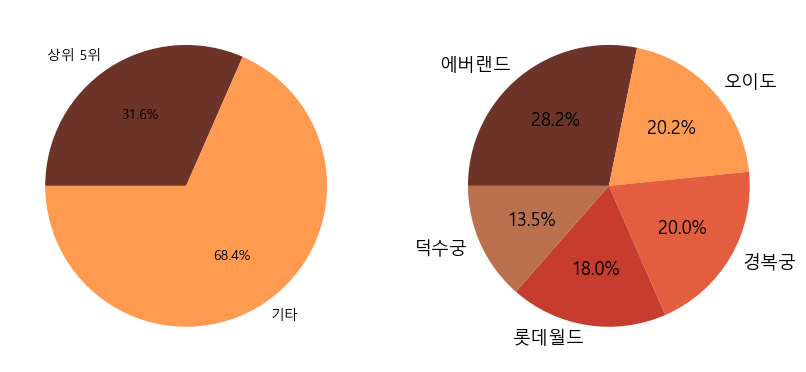 상위 5위
31.6%
68.4%
기타
에버랜드
28.2%
오이도
20.2%
20.0%
경복궁
18.0%
롯데월드
13.5%
덕수궁